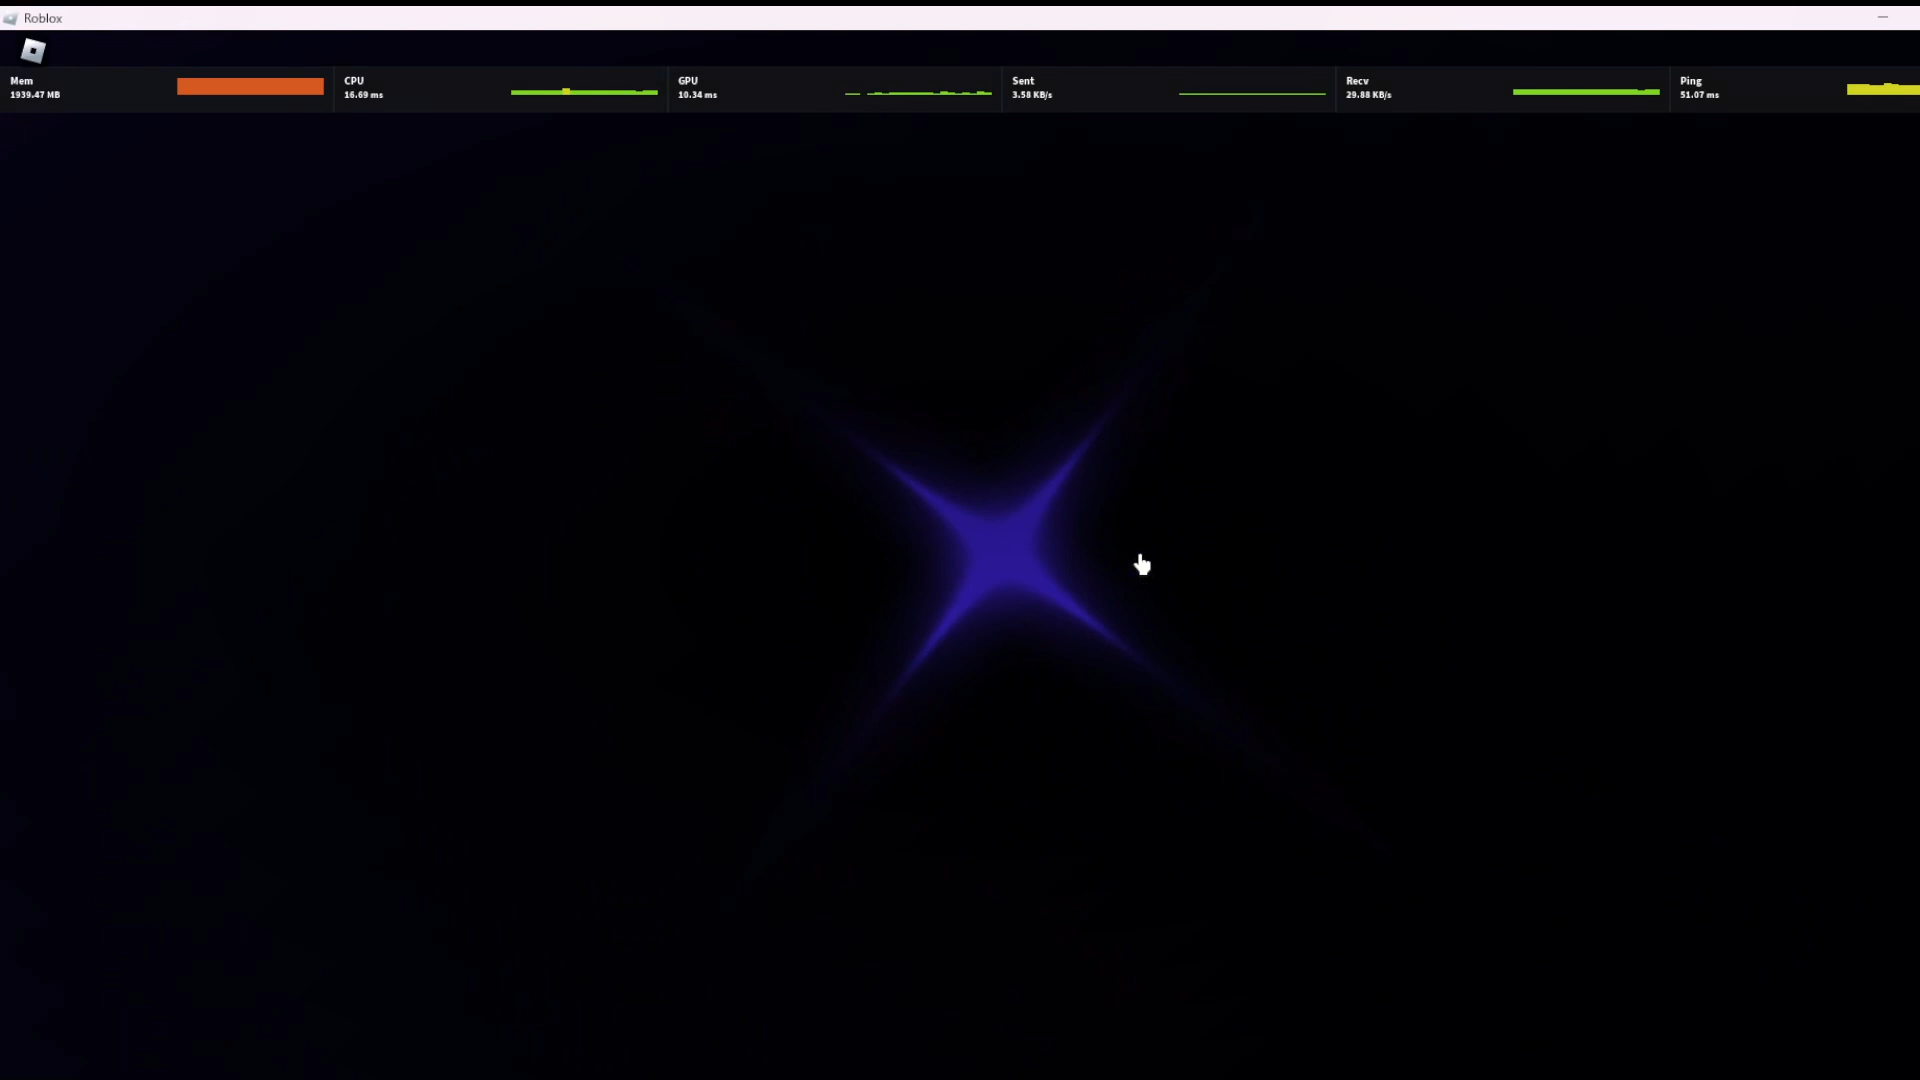 Roblox
Mem
1939.47 MB
CPU
16.69 ms
GPU
10.34 ms
Sent
3.58 KB/s
Recv
29.88 KB/s
Ping
51.07 ms